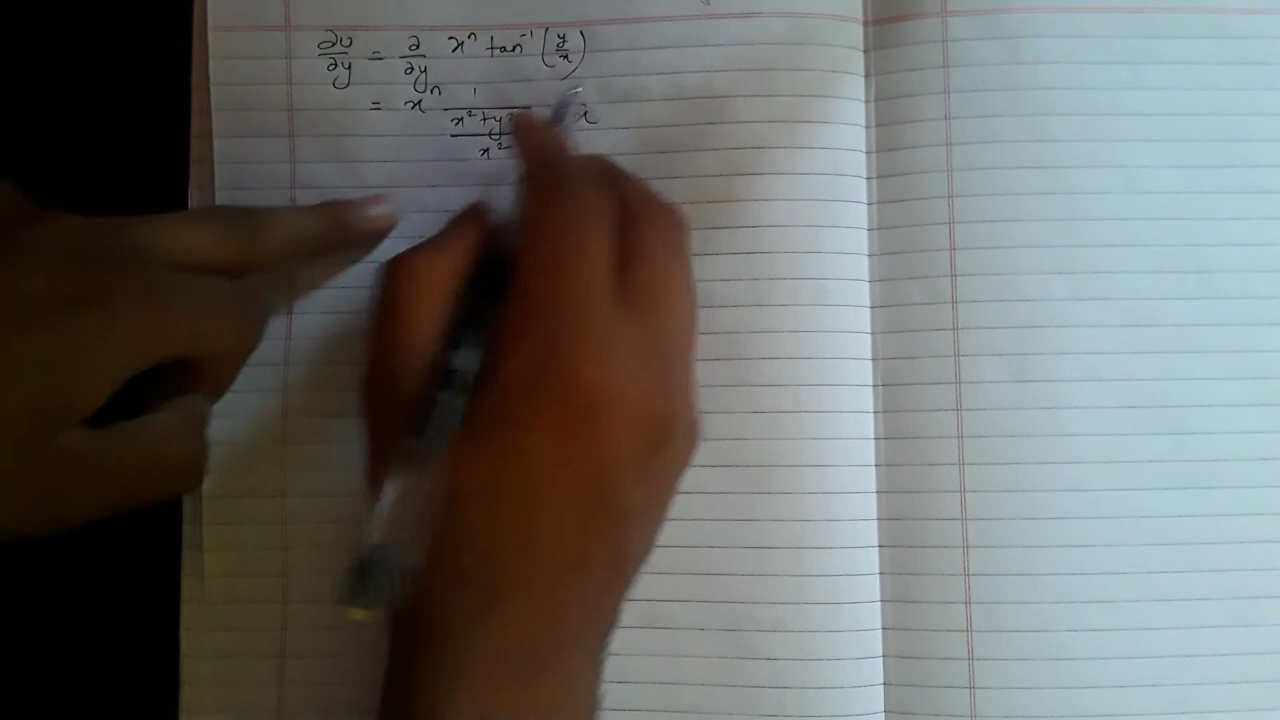 ∂υ/∂y = ∂/∂y xⁿ tan⁻¹ (y/x)
= xⁿ 1/((x²+y²)/x²) x